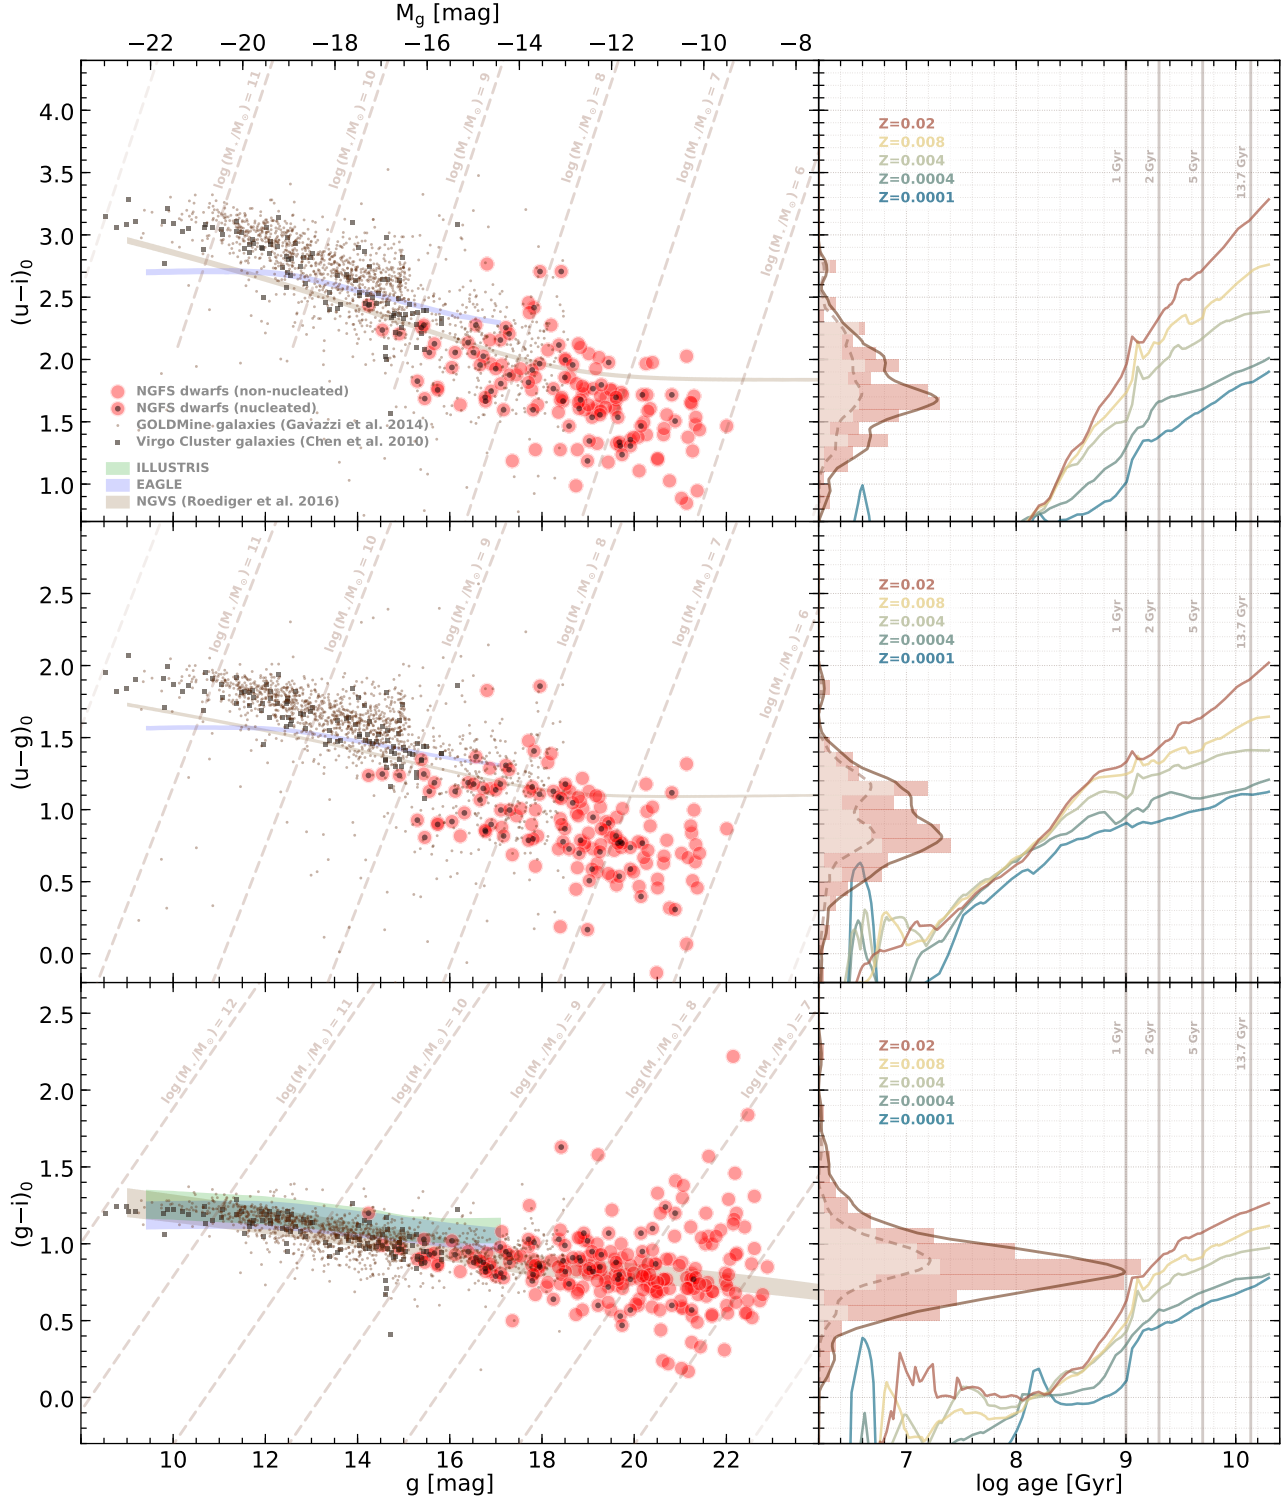 M_g [mag]
−22 −20 −18 −16 −14 −12 −10 −8
(u−i)₀
4.0
3.5
3.0
2.5
2.0
1.5
1.0
log(M⋆/M⊙) = 11
log(M⋆/M⊙) = 10
log(M⋆/M⊙) = 9
log(M⋆/M⊙) = 8
log(M⋆/M⊙) = 7
log(M⋆/M⊙) = 6
NGFS dwarfs (non-nucleated)
NGFS dwarfs (nucleated)
GOLDMine galaxies (Gavazzi et al. 2014)
Virgo Cluster galaxies (Chen et al. 2010)
ILLUSTRIS
EAGLE
NGVS (Roediger et al. 2016)
Z=0.02
Z=0.008
Z=0.004
Z=0.0004
Z=0.0001
1 Gyr
2 Gyr
5 Gyr
13.7 Gyr
(u−g)₀
2.5
2.0
1.5
1.0
0.5
0.0
log(M⋆/M⊙) = 11
log(M⋆/M⊙) = 10
log(M⋆/M⊙) = 9
log(M⋆/M⊙) = 8
log(M⋆/M⊙) = 7
log(M⋆/M⊙) = 6
Z=0.02
Z=0.008
Z=0.004
Z=0.0004
Z=0.0001
1 Gyr
2 Gyr
5 Gyr
13.7 Gyr
(g−i)₀
2.5
2.0
1.5
1.0
0.5
0.0
log(M⋆/M⊙) = 12
log(M⋆/M⊙) = 11
log(M⋆/M⊙) = 10
log(M⋆/M⊙) = 9
log(M⋆/M⊙) = 8
log(M⋆/M⊙) = 7
Z=0.02
Z=0.008
Z=0.004
Z=0.0004
Z=0.0001
1 Gyr
2 Gyr
5 Gyr
13.7 Gyr
10 12 14 16 18 20 22
g [mag]
7 8 9 10
log age [Gyr]